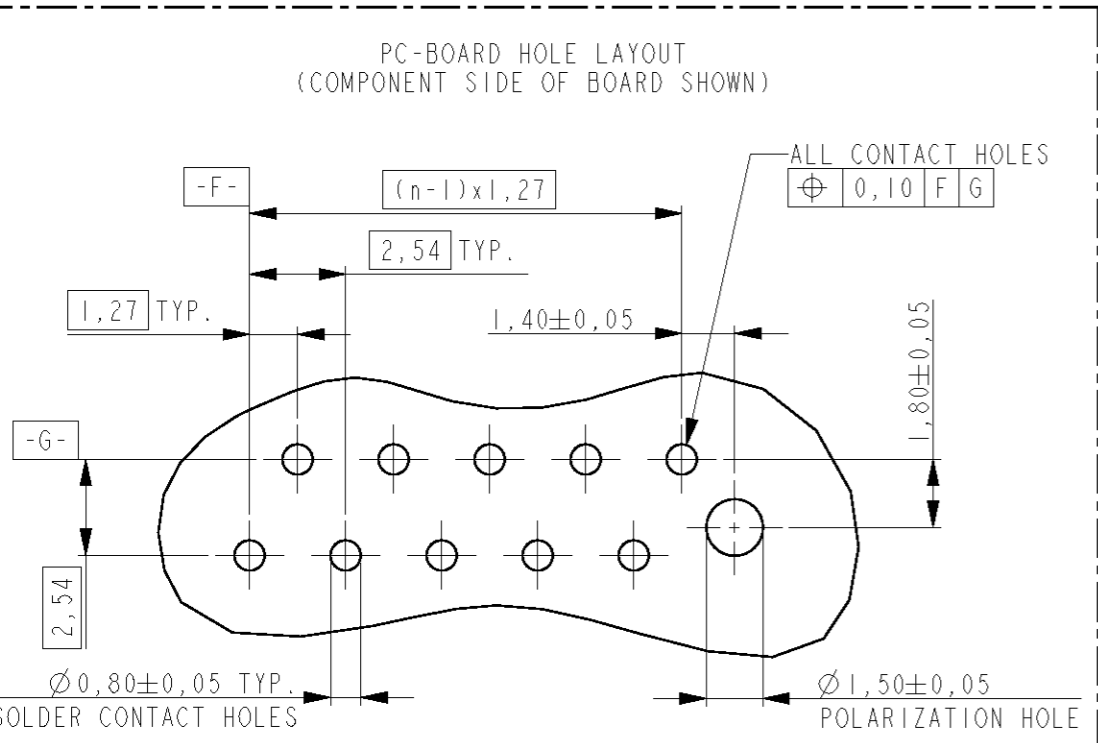 PC-BOARD HOLE LAYOUT
(COMPONENT SIDE OF BOARD SHOWN)
ALL CONTACT HOLES
⌖ 0,10 F G
-F-
(n-1)x1,27
2,54 TYP.
1,27 TYP.
1,40±0,05
1,80±0,05
-G-
2,54
Ø0,80±0,05 TYP.
SOLDER CONTACT HOLES
Ø1,50±0,05
POLARIZATION HOLE